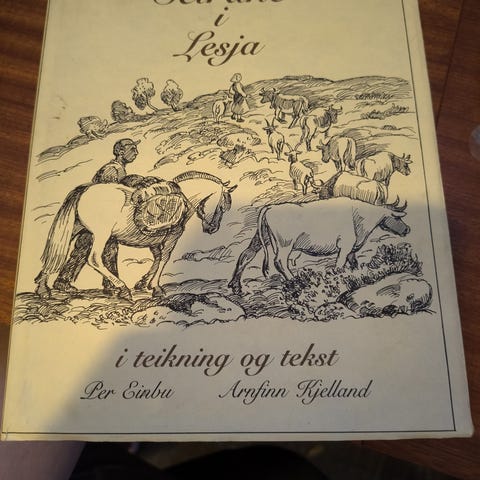 i
Lesja
i teikning og tekst
Per Einbu Arnfinn Kjelland